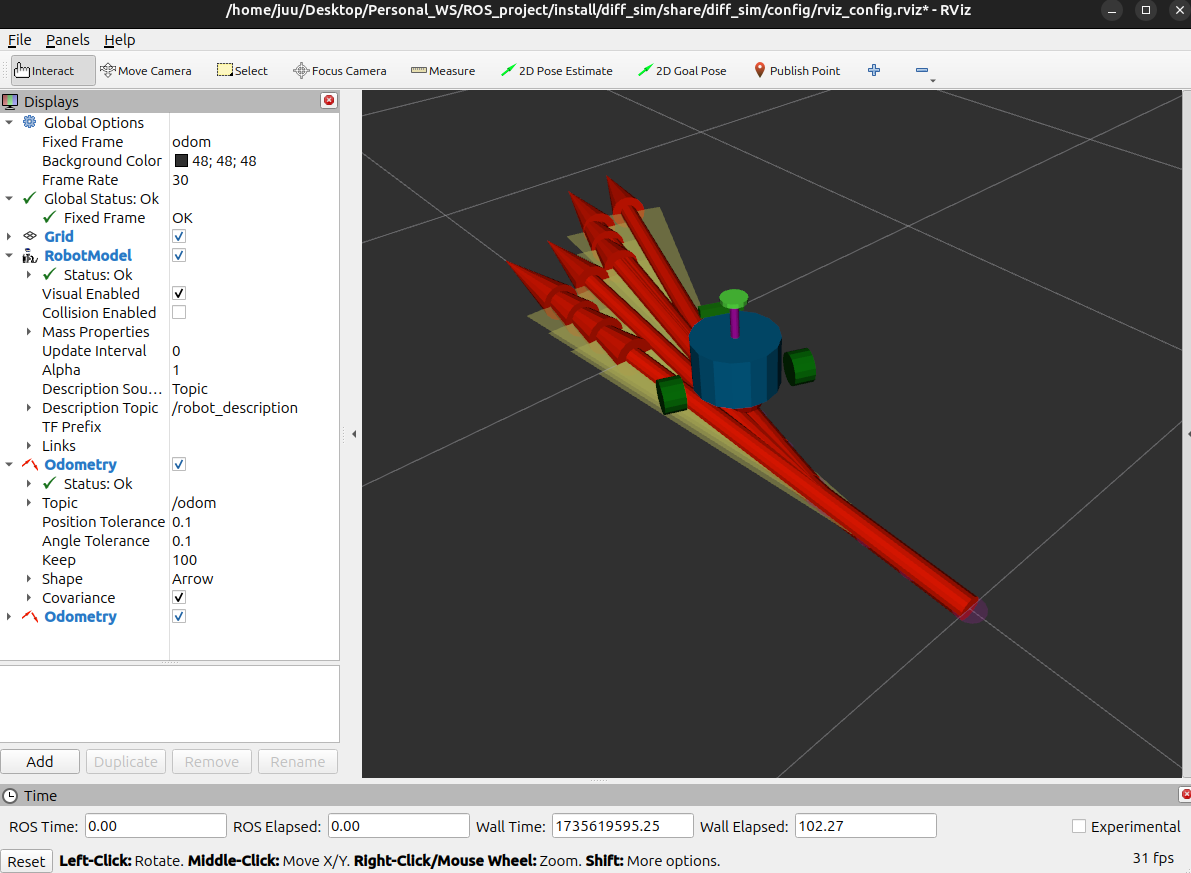 /home/juu/Desktop/Personal_WS/ROS_project/install/diff_sim/share/diff_sim/config/rviz_config.rviz* - RViz
File Panels Help
Interact Move Camera Select Focus Camera Measure 2D Pose Estimate 2D Goal Pose Publish Point
Displays
Global Options
Fixed Frame odom
Background Color 48; 48; 48
Frame Rate 30
Global Status: Ok
Fixed Frame OK
Grid
RobotModel
Status: Ok
Visual Enabled
Collision Enabled
Mass Properties
Update Interval 0
Alpha 1
Description Sou... Topic
Description Topic /robot_description
TF Prefix
Links
Odometry
Status: Ok
Topic /odom
Position Tolerance 0.1
Angle Tolerance 0.1
Keep 100
Shape Arrow
Covariance
Odometry
Add Duplicate Remove Rename
Time
ROS Time: 0.00 ROS Elapsed: 0.00 Wall Time: 1735619595.25 Wall Elapsed: 102.27 Experimental
Reset Left-Click: Rotate. Middle-Click: Move X/Y. Right-Click/Mouse Wheel: Zoom. Shift: More options. 31 fps